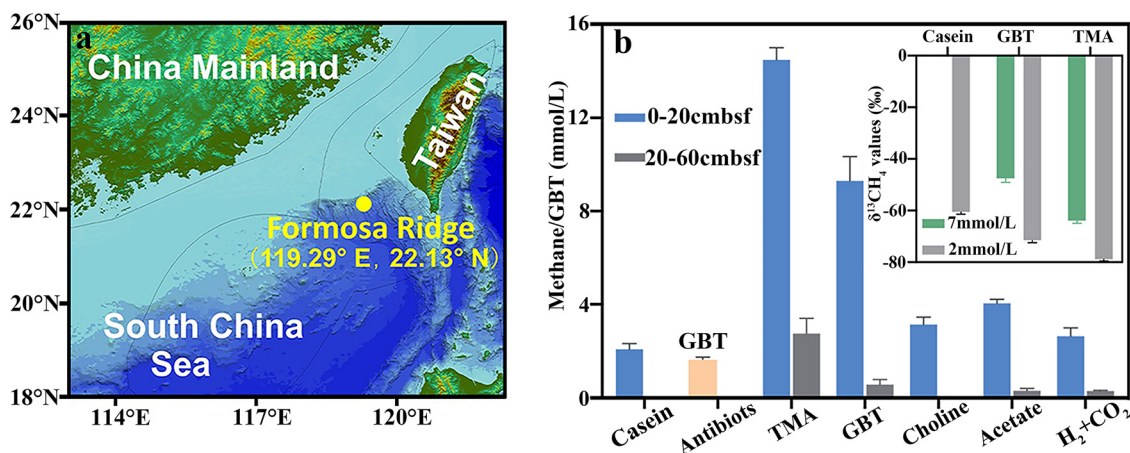 a
26°N
24°N
22°N
20°N
18°N
China Mainland
Taiwan
Formosa Ridge
(119.29° E, 22.13° N)
South China
Sea
114°E 117°E 120°E
b
Methane/GBT (mmol/L)
16
12
8
4
0
0-20cmbsf
20-60cmbsf
GBT
Casein Antibiots TMA GBT Choline Acetate H₂+CO₂
Casein GBT TMA
δ¹³CH₄ values (‰)
0
-20
-40
-60
-80
7mmol/L
2mmol/L